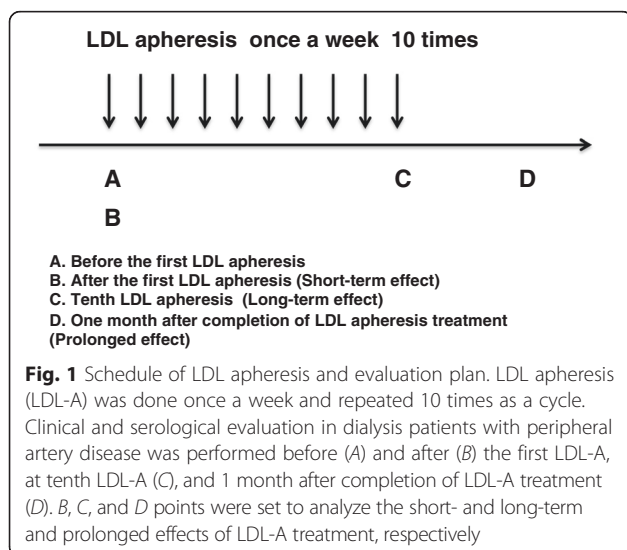 LDL apheresis once a week 10 times
A
C
D
B
A. Before the first LDL apheresis
B. After the first LDL apheresis (Short-term effect)
C. Tenth LDL apheresis (Long-term effect)
D. One month after completion of LDL apheresis treatment
(Prolonged effect)
Fig. 1 Schedule of LDL apheresis and evaluation plan. LDL apheresis
(LDL-A) was done once a week and repeated 10 times as a cycle.
Clinical and serological evaluation in dialysis patients with peripheral
artery disease was performed before (A) and after (B) the first LDL-A,
at tenth LDL-A (C), and 1 month after completion of LDL-A treatment
(D). B, C, and D points were set to analyze the short- and long-term
and prolonged effects of LDL-A treatment, respectively